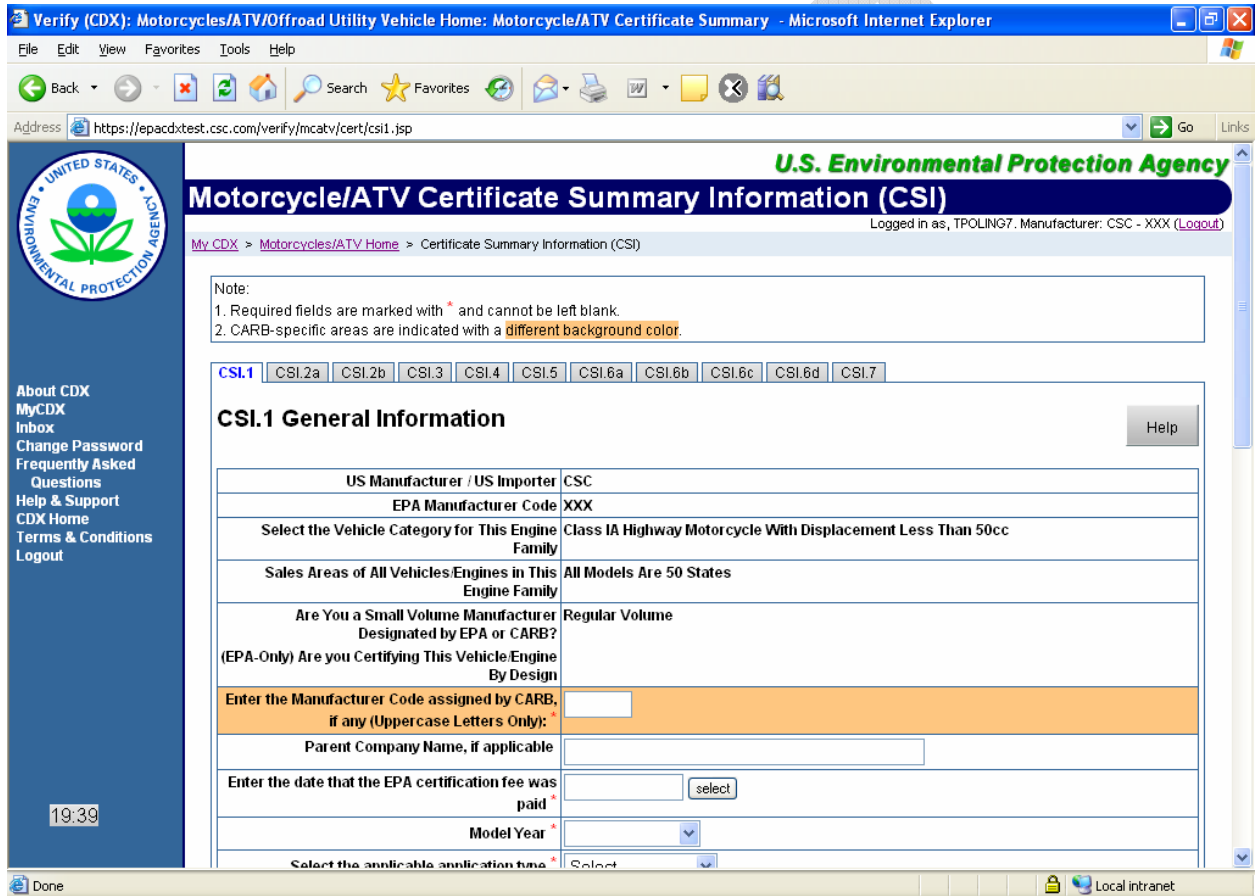 Verify (CDX): Motorcycles/ATV/Offroad Utility Vehicle Home: Motorcycle/ATV Certificate Summary - Microsoft Internet Explorer
File Edit View Favorites Tools Help
Back Search Favorites
Address https://epacdxtest.csc.com/verify/mcatv/cert/csi1.jsp Go Links
UNITED STATES ENVIRONMENTAL PROTECTION AGENCY
U.S. Environmental Protection Agency
Motorcycle/ATV Certificate Summary Information (CSI)
Logged in as, TPOLING7. Manufacturer: CSC - XXX (Logout)
My CDX > Motorcycles/ATV Home > Certificate Summary Information (CSI)
Note:
1. Required fields are marked with * and cannot be left blank.
2. CARB-specific areas are indicated with a different background color.
CSI.1 CSI.2a CSI.2b CSI.3 CSI.4 CSI.5 CSI.6a CSI.6b CSI.6c CSI.6d CSI.7
About CDX
MyCDX
Inbox
Change Password
Frequently Asked
Questions
Help & Support
CDX Home
Terms & Conditions
Logout
19:39
CSI.1 General Information
Help
US Manufacturer / US Importer CSC
EPA Manufacturer Code XXX
Select the Vehicle Category for This Engine Class IA Highway Motorcycle With Displacement Less Than 50cc
Family
Sales Areas of All Vehicles/Engines in This All Models Are 50 States
Engine Family
Are You a Small Volume Manufacturer Regular Volume
Designated by EPA or CARB?
(EPA-Only) Are you Certifying This Vehicle/Engine
By Design
Enter the Manufacturer Code assigned by CARB,
if any (Uppercase Letters Only): *
Parent Company Name, if applicable
Enter the date that the EPA certification fee was select
paid *
Model Year *
Select the applicable application type * Select
Done Local intranet